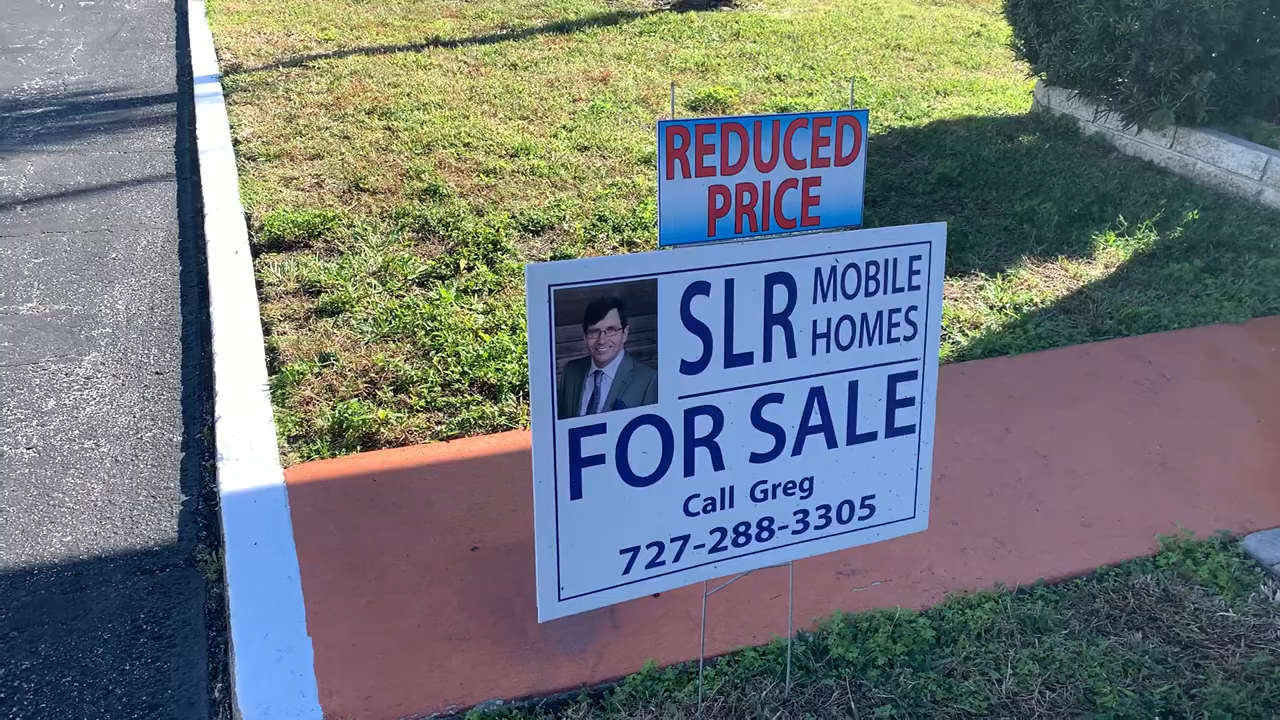 REDUCED
PRICE
SLR MOBILE
HOMES
FOR SALE
Call Greg
727-288-3305